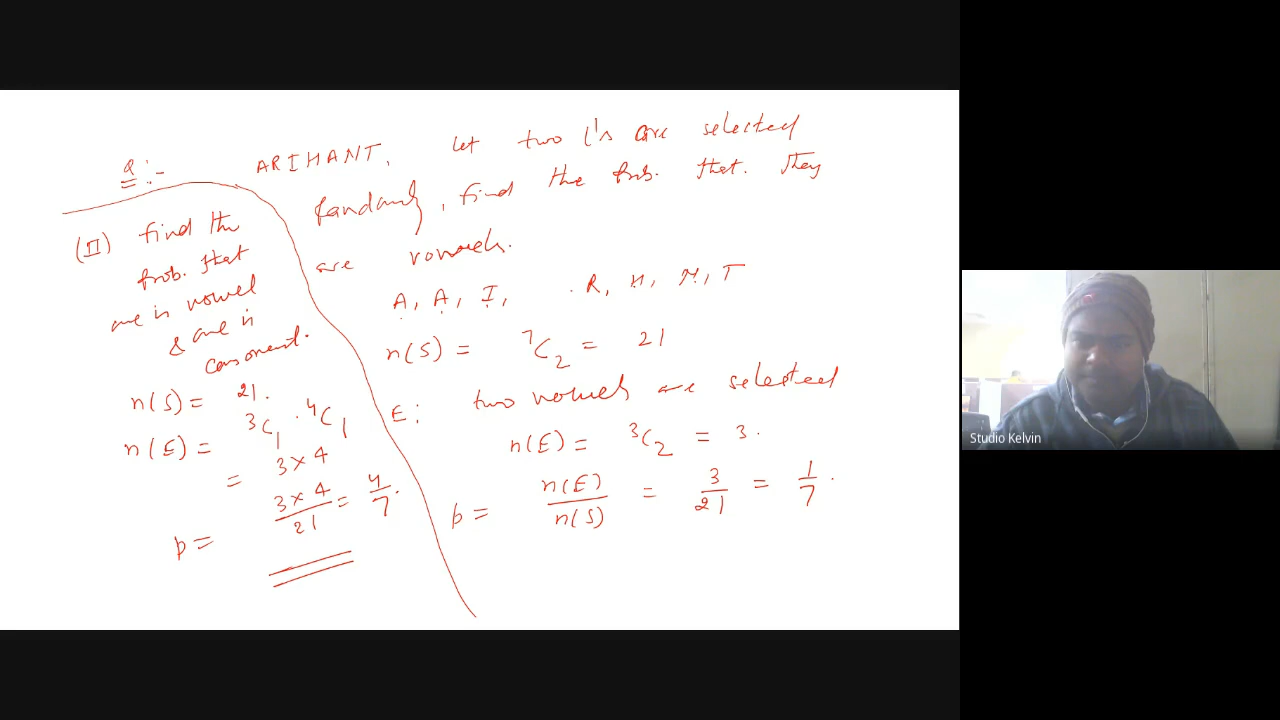 Q:-
ARIHANT, Let two l's are selected
randomly, find the prob. that they
are vowels.
A, A, I, R, H, N, T
n(S) = ⁷C₂ = 21
E: two vowels are selected
n(E) = ³C₂ = 3.
p = n(E)/n(S) = 3/21 = 1/7.
(II) find the
prob. that
one is vowel
& one is
consonent.
n(S) = 21.
n(E) = ³C₁ · ⁴C₁
= 3 × 4
p = 3 × 4/21 = 4/7.
Studio Kelvin